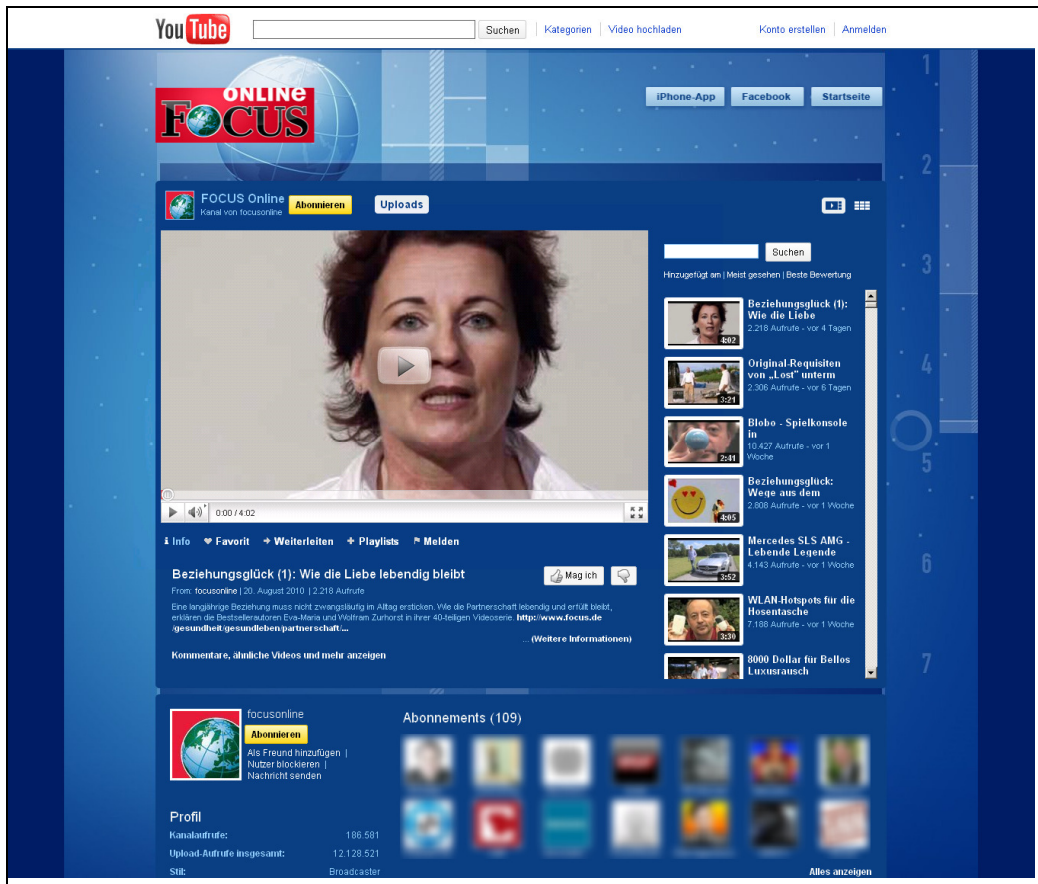 YouTube
Suchen
Kategorien
Video hochladen
Konto erstellen
Anmelden
ONLINE
FOCUS
iPhone-App
Facebook
Startseite
1
2
3
4
5
6
7
FOCUS Online
Kanal von focusonline
Abonnieren
Uploads
0:00 / 4:02
Info
Favorit
Weiterleiten
Playlists
Melden
Beziehungsglück (1): Wie die Liebe lebendig bleibt
Mag ich
From: focusonline | 20. August 2010 | 2.218 Aufrufe
Eine langjährige Beziehung muss nicht zwangsläufig im Alltag ersticken. Wie die Partnerschaft lebendig und erfüllt bleibt,
erklären die Bestsellerautoren Eva-Maria und Wolfram Zurhorst in ihrer 40-teiligen Videoserie. http://www.focus.de
/gesundheit/gesundleben/partnerschaft/...
... (Weitere Informationen)
Kommentare, ähnliche Videos und mehr anzeigen
Suchen
Hinzugefügt am | Meist gesehen | Beste Bewertung
4:02
Beziehungsglück (1):
Wie die Liebe
2.218 Aufrufe - vor 4 Tagen
3:21
Original-Requisiten
von „Lost" unterm
2.306 Aufrufe - vor 6 Tagen
2:41
Blobo - Spielkonsole
in
10.427 Aufrufe - vor 1
Woche
4:05
Beziehungsglück:
Wege aus dem
2.808 Aufrufe - vor 1 Woche
3:52
Mercedes SLS AMG -
Lebende Legende
4.143 Aufrufe - vor 1 Woche
3:30
WLAN-Hotspots für die
Hosentasche
7.188 Aufrufe - vor 1 Woche
8000 Dollar für Bellos
Luxusrausch
focusonline
Abonnieren
Als Freund hinzufügen |
Nutzer blockieren |
Nachricht senden
Profil
Kanalaufrufe: 186.581
Upload-Aufrufe insgesamt: 12.128.521
Stil: Broadcaster
Abonnements (109)
Alles anzeigen